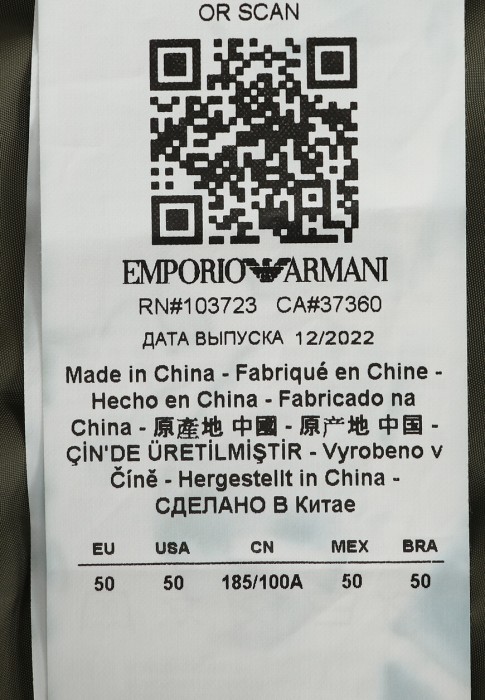 OR SCAN
EMPORIO ARMANI
RN#103723 CA#37360
ДАТА ВЫПУСКА 12/2022
Made in China - Fabriqué en Chine -
Hecho en China - Fabricado na
China - 原產地 中國 - 原产地 中国 -
ÇİN'DE ÜRETİLMİŞTİR - Vyrobeno v
Číně - Hergestellt in China -
СДЕЛАНО В Китае
EU USA CN MEX BRA
50 50 185/100A 50 50